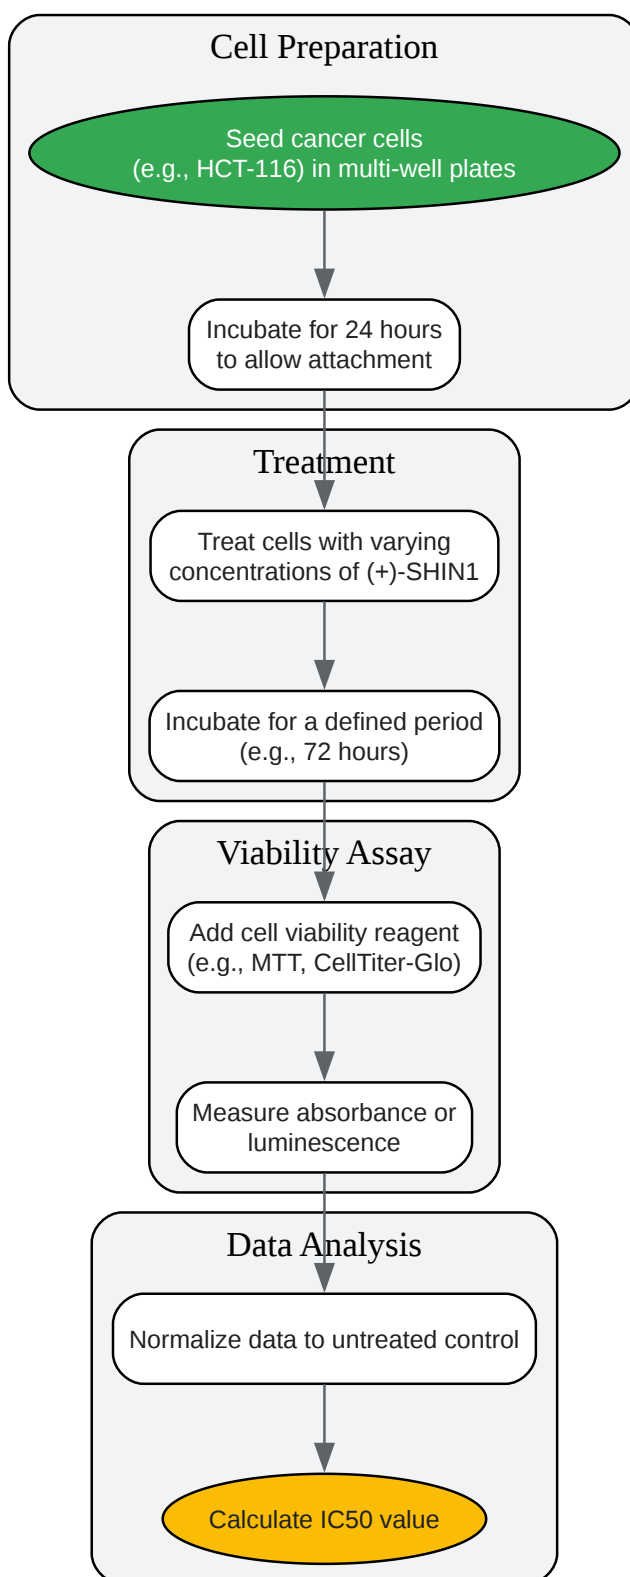 Cell Preparation
Seed cancer cells
(e.g., HCT-116) in multi-well plates
Incubate for 24 hours
to allow attachment
Treatment
Treat cells with varying
concentrations of (+)-SHIN1
Incubate for a defined period
(e.g., 72 hours)
Viability Assay
Add cell viability reagent
(e.g., MTT, CellTiter-Glo)
Measure absorbance or
luminescence
Data Analysis
Normalize data to untreated control
Calculate IC50 value